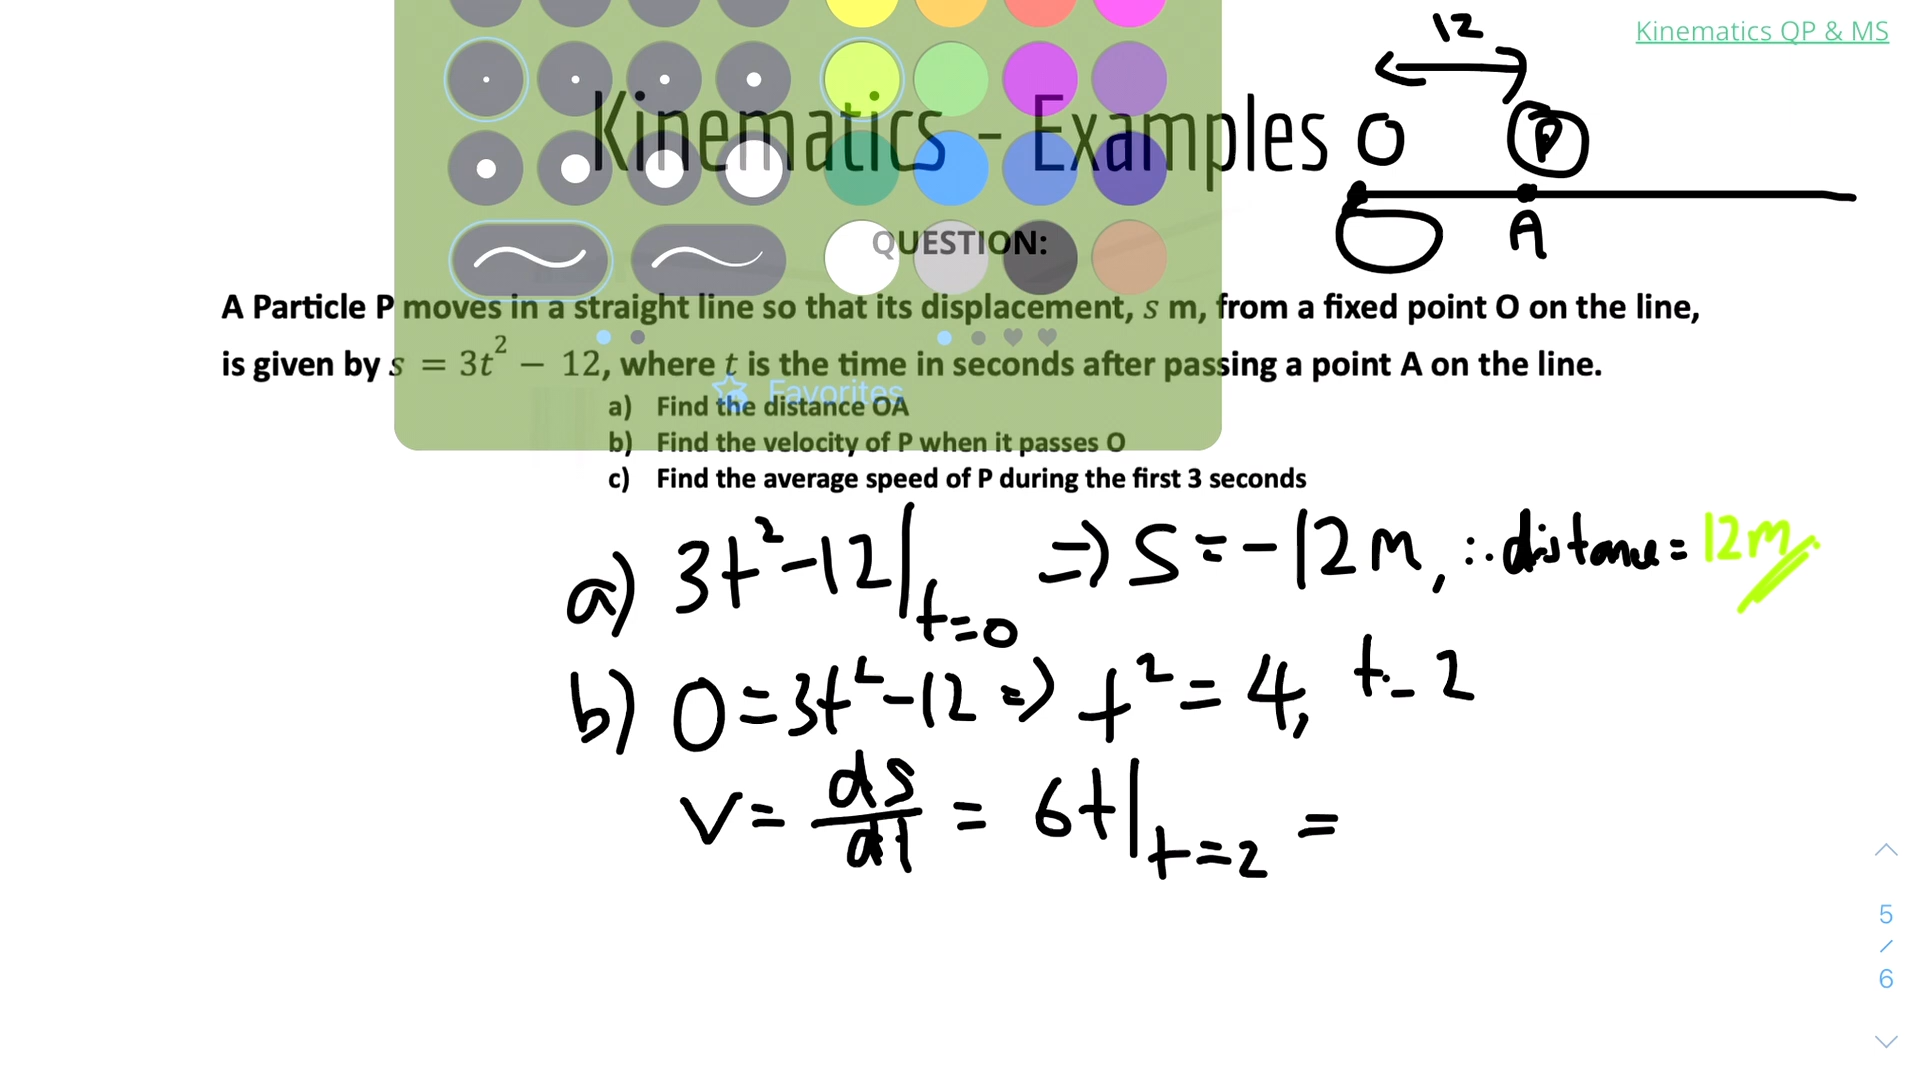 12
Kinematics QP & MS
Kinematics - Examples
O P
A
QUESTION:
A Particle P moves in a straight line so that its displacement, s m, from a fixed point O on the line,
is given by s = 3t² − 12, where t is the time in seconds after passing a point A on the line.
Favorites
a) Find the distance OA
b) Find the velocity of P when it passes O
c) Find the average speed of P during the first 3 seconds
a) 3t²-12|t=0 => S = -12m, ∴ distance = 12m
b) 0=3t²-12 => t² = 4, t = 2
v = ds/dt = 6t|t=2 =
5
/
6